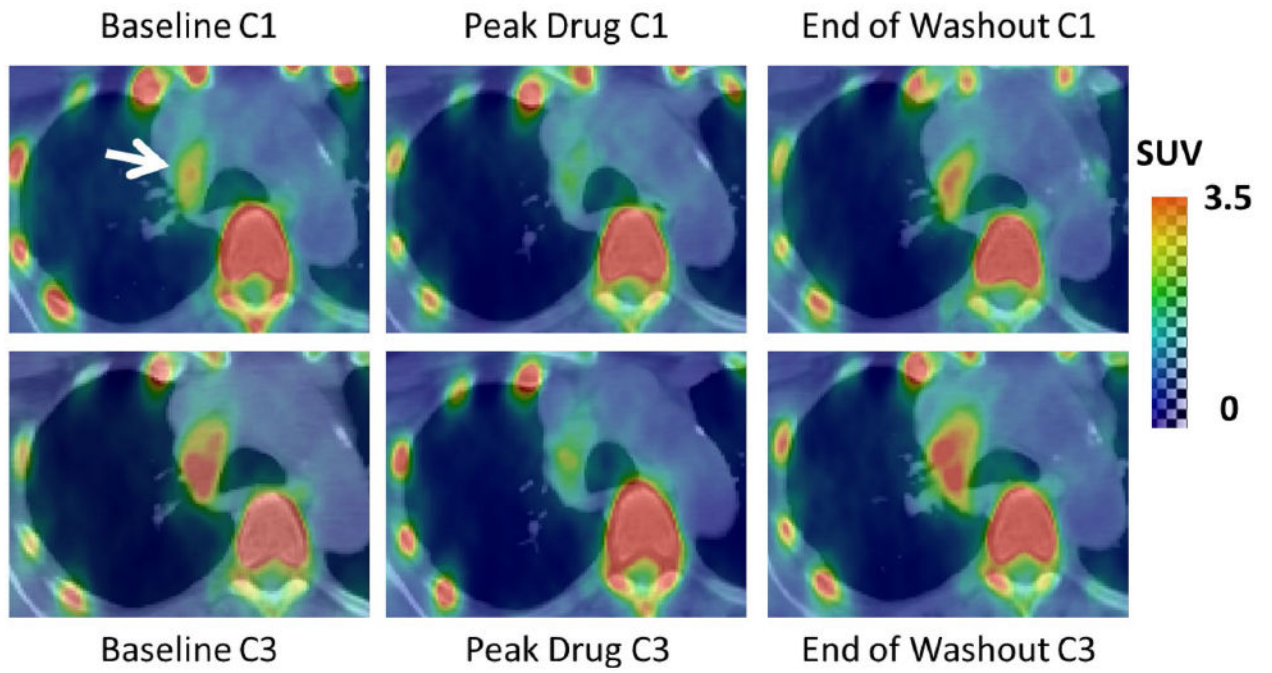 Baseline C1
Peak Drug C1
End of Washout C1
SUV
3.5
0
Baseline C3
Peak Drug C3
End of Washout C3